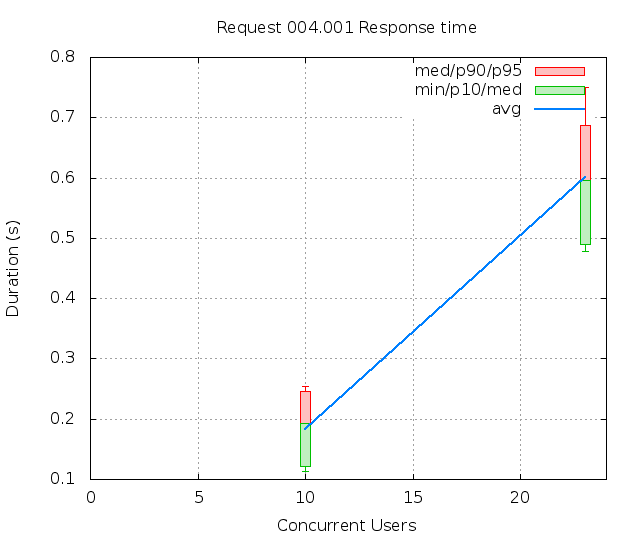 Request 004.001 Response time
med/p90/p95
min/p10/med
avg
0.8
0.7
0.6
0.5
0.4
0.3
0.2
0.1
Duration (s)
0 5 10 15 20
Concurrent Users